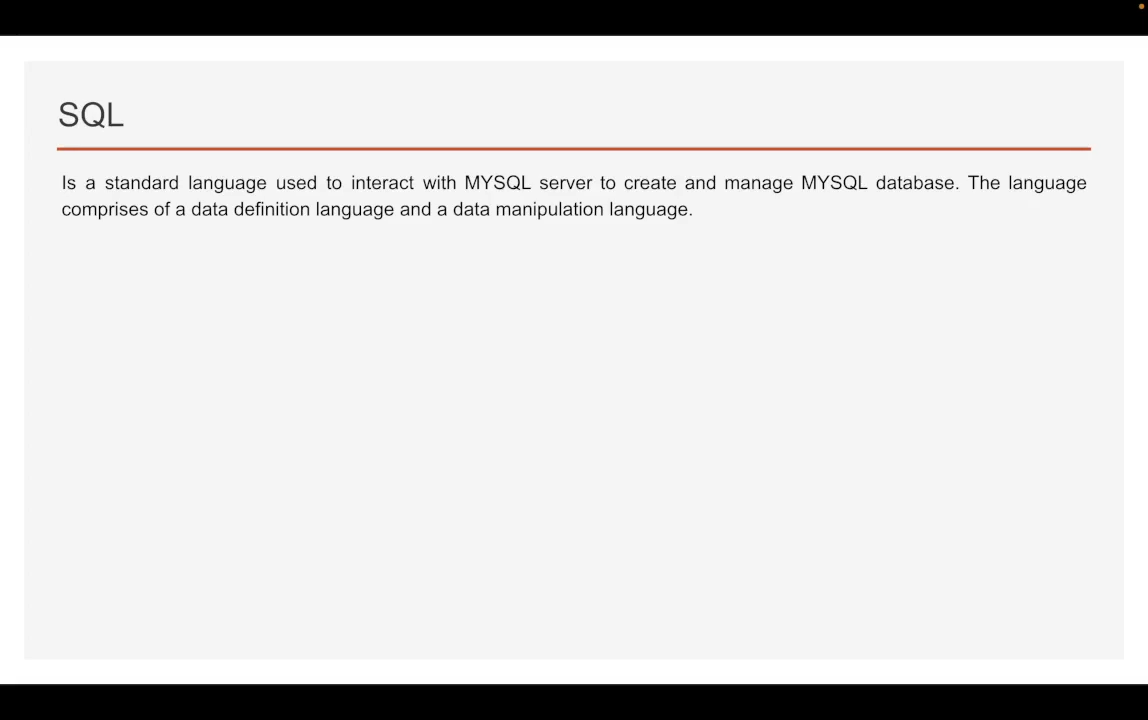 SQL
Is a standard language used to interact with MYSQL server to create and manage MYSQL database. The language
comprises of a data definition language and a data manipulation language.